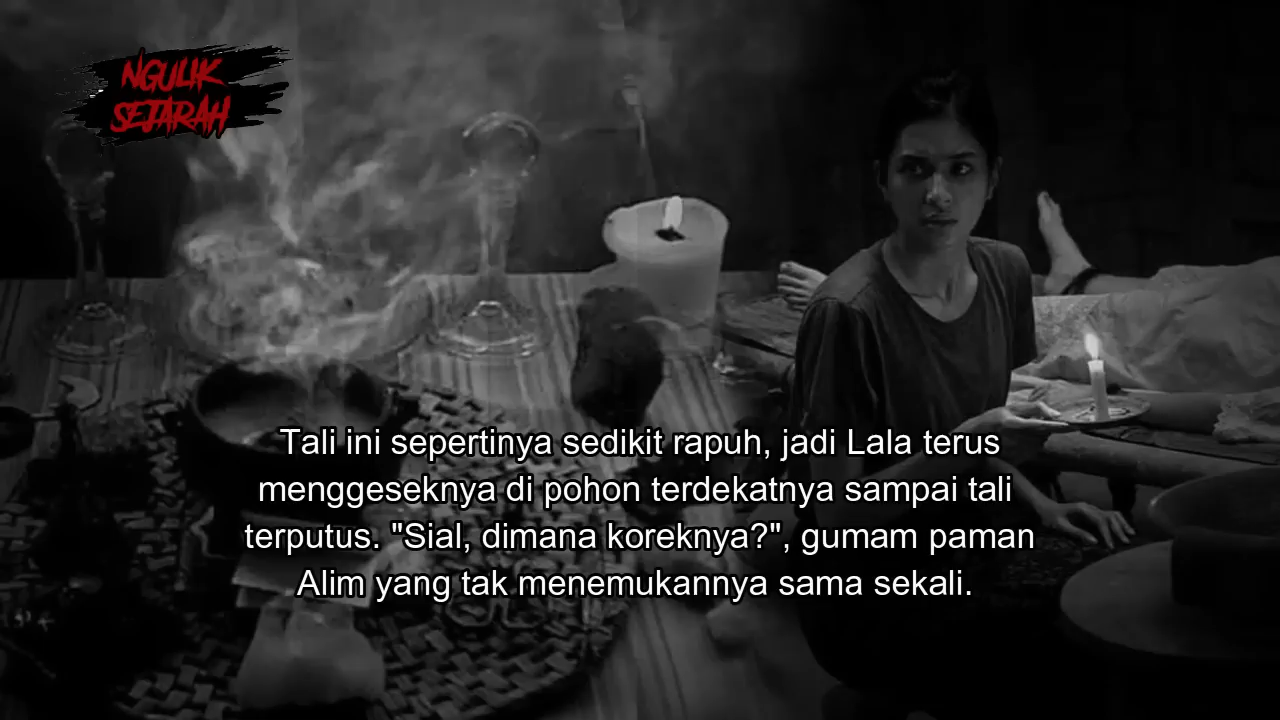 NGULIK
SEJARAH
Tali ini sepertinya sedikit rapuh, jadi Lala terus
menggeseknya di pohon terdekatnya sampai tali
terputus. "Sial, dimana koreknya?", gumam paman
Alim yang tak menemukannya sama sekali.